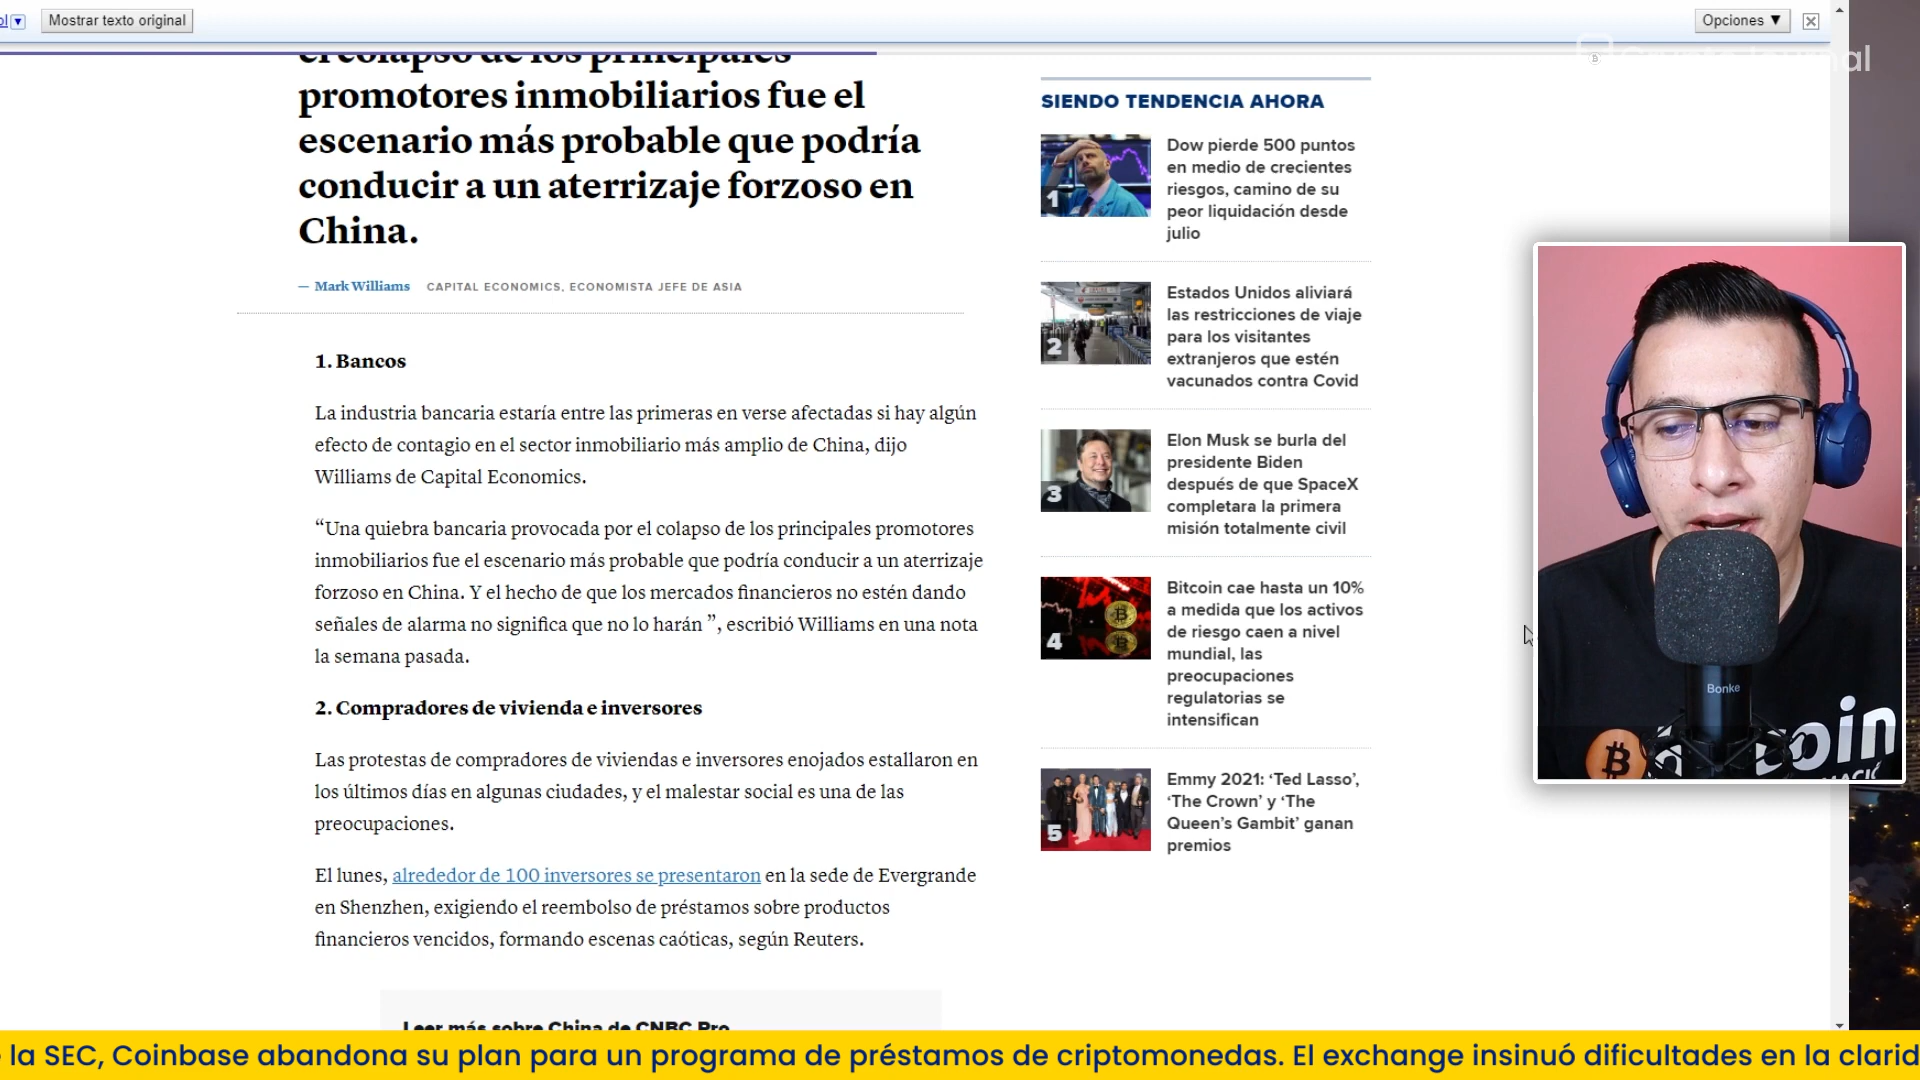 Mostrar texto original
Opciones ▼
el colapso de los principales
promotores inmobiliarios fue el
escenario más probable que podría
conducir a un aterrizaje forzoso en
China.
— Mark Williams CAPITAL ECONOMICS, ECONOMISTA JEFE DE ASIA
1. Bancos
La industria bancaria estaría entre las primeras en verse afectadas si hay algún
efecto de contagio en el sector inmobiliario más amplio de China, dijo
Williams de Capital Economics.
“Una quiebra bancaria provocada por el colapso de los principales promotores
inmobiliarios fue el escenario más probable que podría conducir a un aterrizaje
forzoso en China. Y el hecho de que los mercados financieros no estén dando
señales de alarma no significa que no lo harán ”, escribió Williams en una nota
la semana pasada.
2. Compradores de vivienda e inversores
Las protestas de compradores de viviendas e inversores enojados estallaron en
los últimos días en algunas ciudades, y el malestar social es una de las
preocupaciones.
El lunes, alrededor de 100 inversores se presentaron en la sede de Evergrande
en Shenzhen, exigiendo el reembolso de préstamos sobre productos
financieros vencidos, formando escenas caóticas, según Reuters.
Leer más sobre China de CNBC Pro
SIENDO TENDENCIA AHORA
1
Dow pierde 500 puntos
en medio de crecientes
riesgos, camino de su
peor liquidación desde
julio
2
Estados Unidos aliviará
las restricciones de viaje
para los visitantes
extranjeros que estén
vacunados contra Covid
3
Elon Musk se burla del
presidente Biden
después de que SpaceX
completara la primera
misión totalmente civil
4
Bitcoin cae hasta un 10%
a medida que los activos
de riesgo caen a nivel
mundial, las
preocupaciones
regulatorias se
intensifican
5
Emmy 2021: ‘Ted Lasso’,
‘The Crown’ y ‘The
Queen’s Gambit’ ganan
premios
Bonke
la SEC, Coinbase abandona su plan para un programa de préstamos de criptomonedas. El exchange insinuó dificultades en la clarid